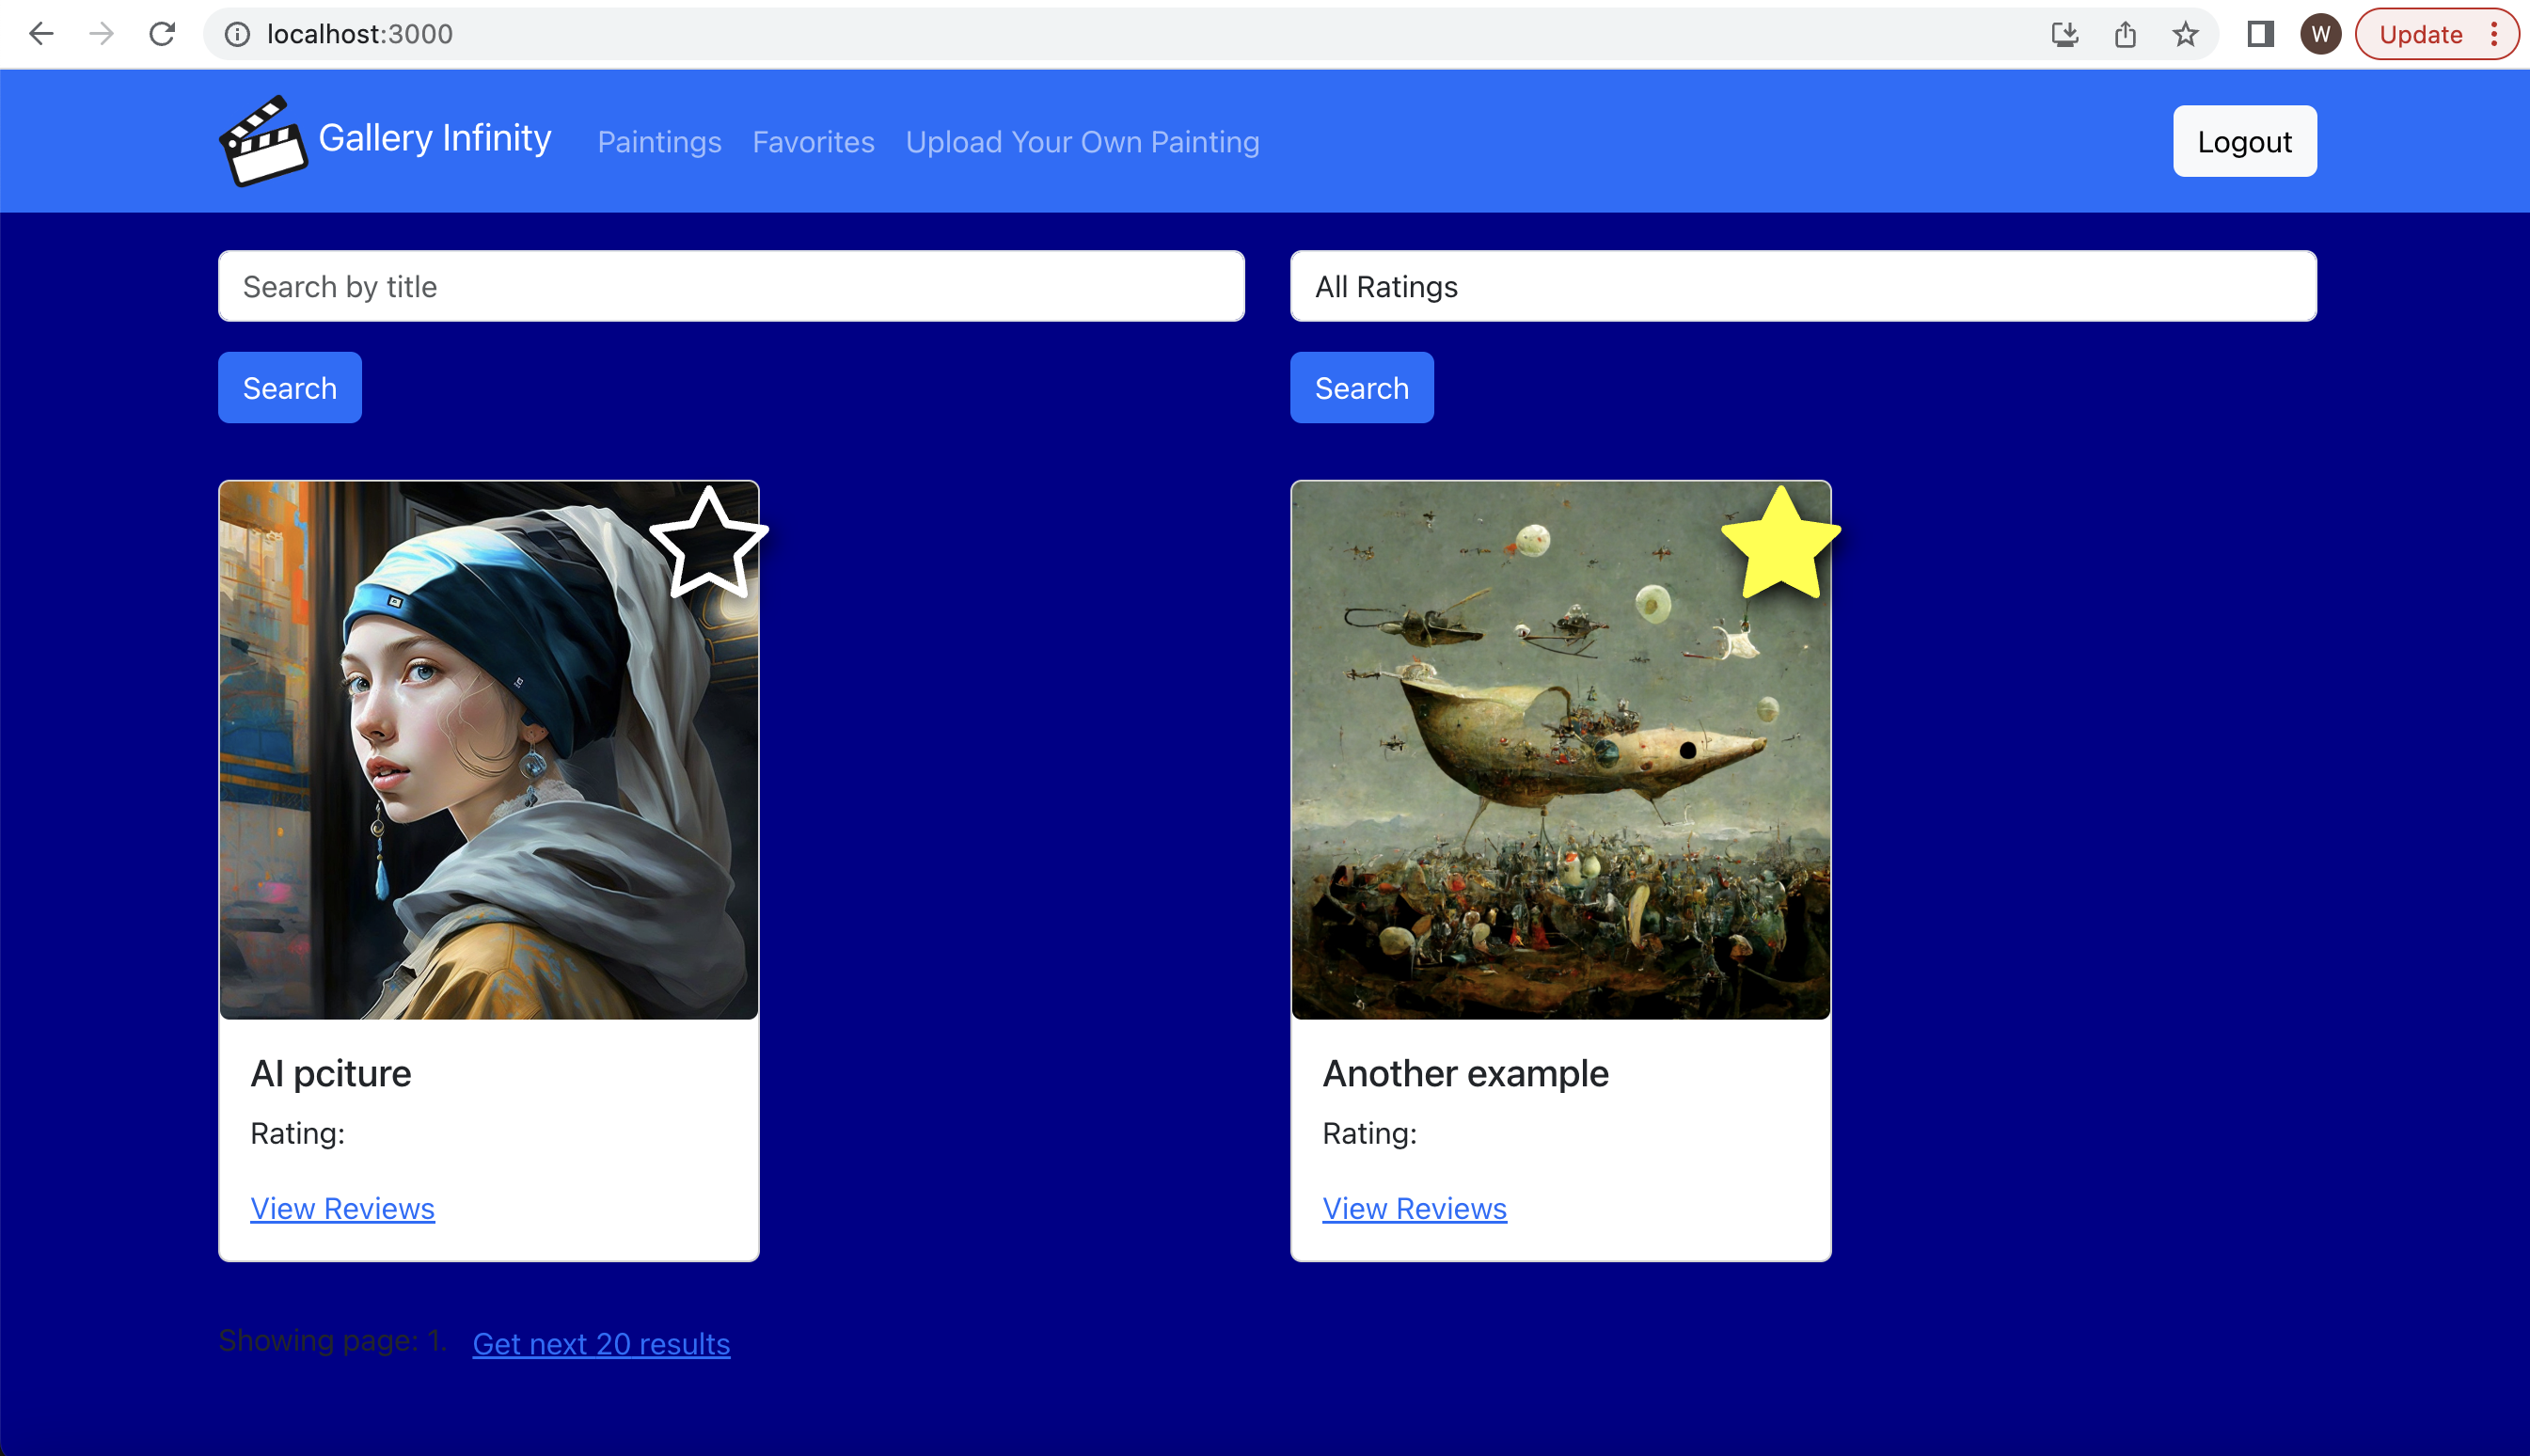 localhost:3000
W
Update
Gallery Infinity
Paintings
Favorites
Upload Your Own Painting
Logout
Search by title
All Ratings
Search
Search
AI pciture
Rating:
View Reviews
Another example
Rating:
View Reviews
Showing page: 1.
Get next 20 results